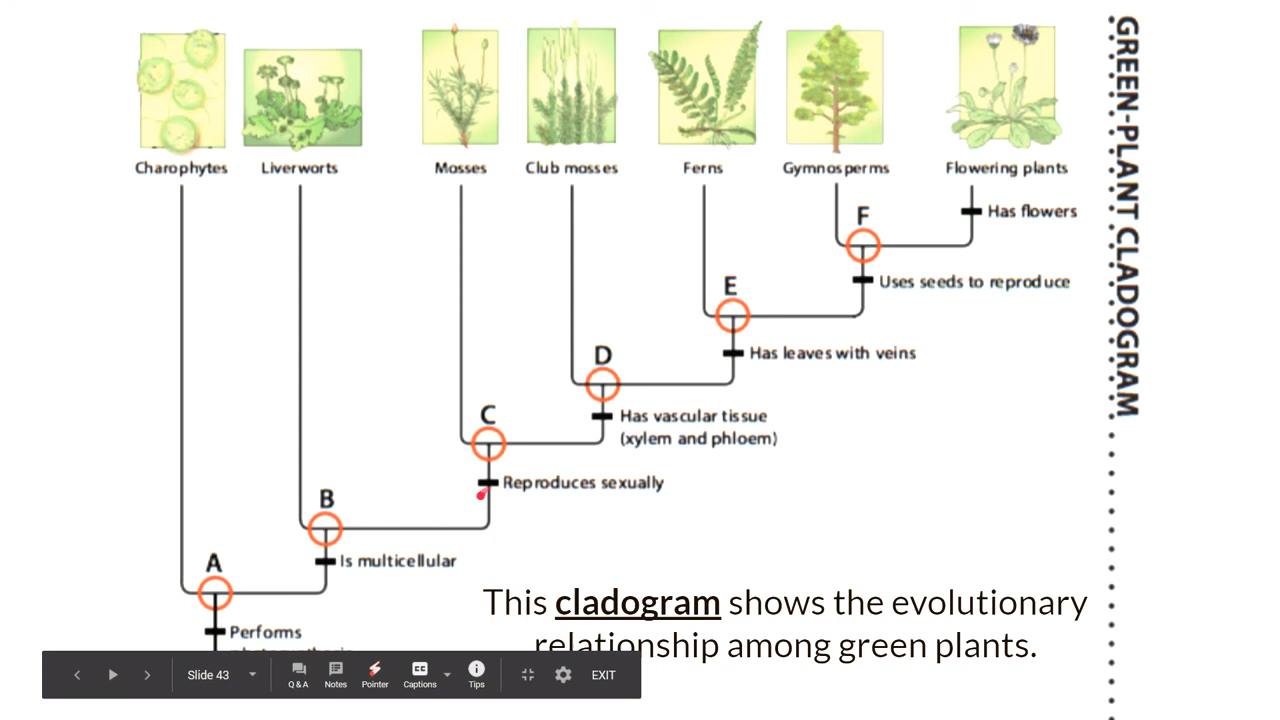 Charophytes
Liverworts
Mosses
Club mosses
Ferns
Gymnosperms
Flowering plants
Has flowers
F
Uses seeds to reproduce
E
Has leaves with veins
D
Has vascular tissue
(xylem and phloem)
C
Reproduces sexually
B
Is multicellular
A
Performs
This cladogram shows the evolutionary
relationship among green plants.
GREEN-PLANT CLADOGRAM
Slide 43
Q & A
Notes
Pointer
CC
Captions
Tips
EXIT